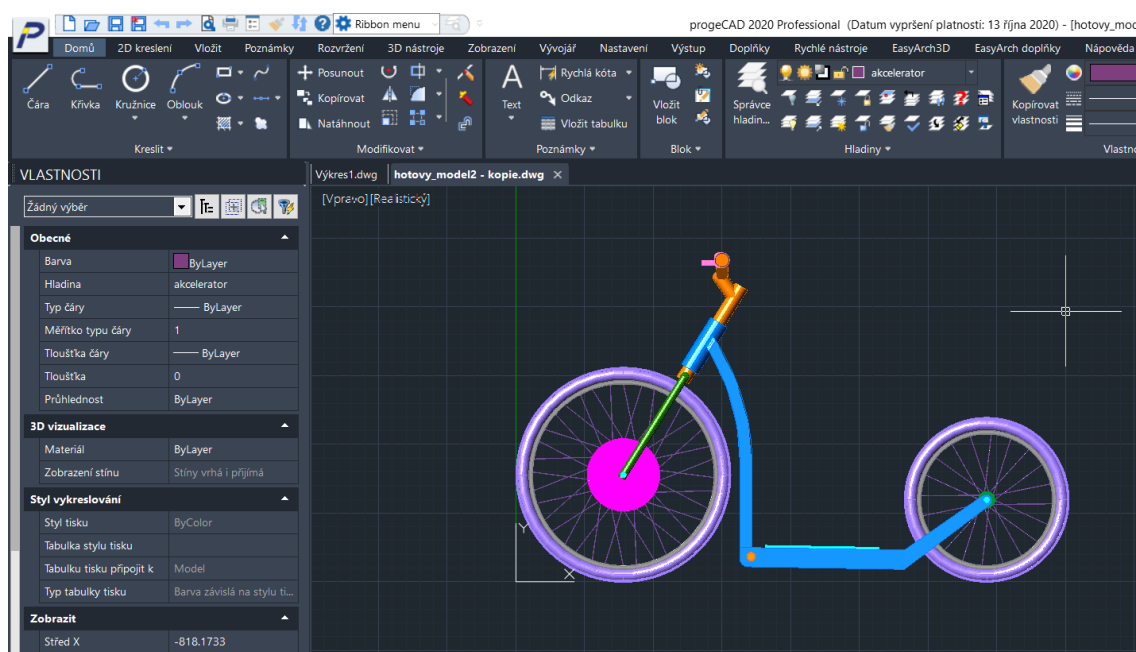 Ribbon menu
progeCAD 2020 Professional (Datum vypršení platnosti: 13 října 2020) - [hotovy_mod
Domů 2D kreslení Vložit Poznámky Rozvržení 3D nástroje Zobrazení Vývojář Nastavení Výstup Doplňky Rychlé nástroje EasyArch3D EasyArch doplňky Nápověda
Čára Křivka Kružnice Oblouk
Posunout
Kopírovat
Natáhnout
Text
Rychlá kóta
Odkaz
Vložit tabulku
Vložit
blok
Správce
hladin...
akcelerator
Kopírovat
vlastnosti
Kreslit Modifikovat Poznámky Blok Hladiny Vlastno
VLASTNOSTI
Výkres1.dwg hotovy_model2 - kopie.dwg
Žádný výběr
[Vpravo][Realistický]
Obecné
Barva ByLayer
Hladina akcelerator
Typ čáry ByLayer
Měřítko typu čáry 1
Tloušťka čáry ByLayer
Tloušťka 0
Průhlednost ByLayer
3D vizualizace
Materiál ByLayer
Zobrazení stínu Stíny vrhá i přijímá
Styl vykreslování
Styl tisku ByColor
Tabulka stylu tisku
Tabulku tisku připojit k Model
Typ tabulky tisku Barva závislá na stylu ti...
Zobrazit
Střed X -818.1733
Y
X